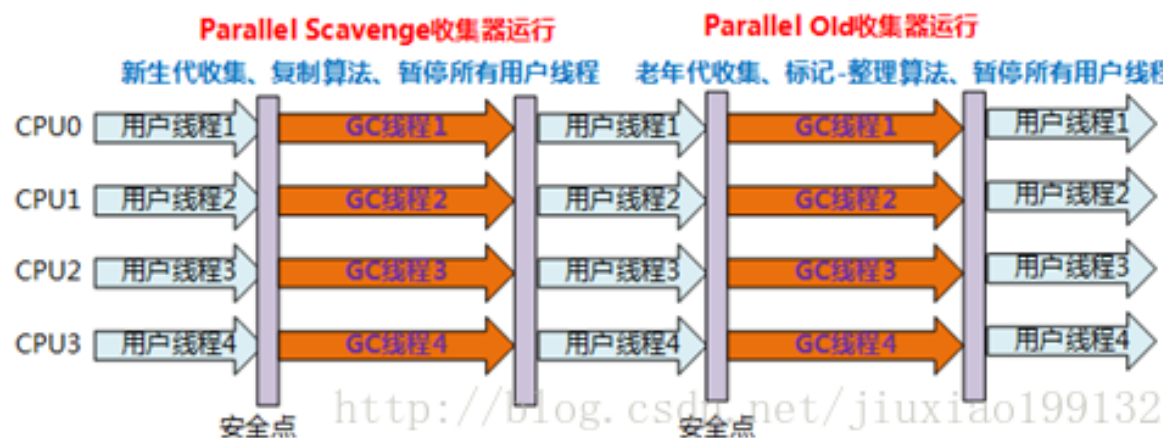 Parallel Scavenge收集器运行 Parallel Old收集器运行
新生代收集、复制算法、暂停所有用户线程 老年代收集、标记-整理算法、暂停所有用户线程
CPU0 用户线程1 GC线程1 用户线程1 GC线程1 用户线程1
CPU1 用户线程2 GC线程2 用户线程2 GC线程2 用户线程2
CPU2 用户线程3 GC线程3 用户线程3 GC线程3 用户线程3
CPU3 用户线程4 GC线程4 用户线程4 GC线程4 用户线程4
http://blog.csdn.net/jiuxiao199132
安全点 安全点